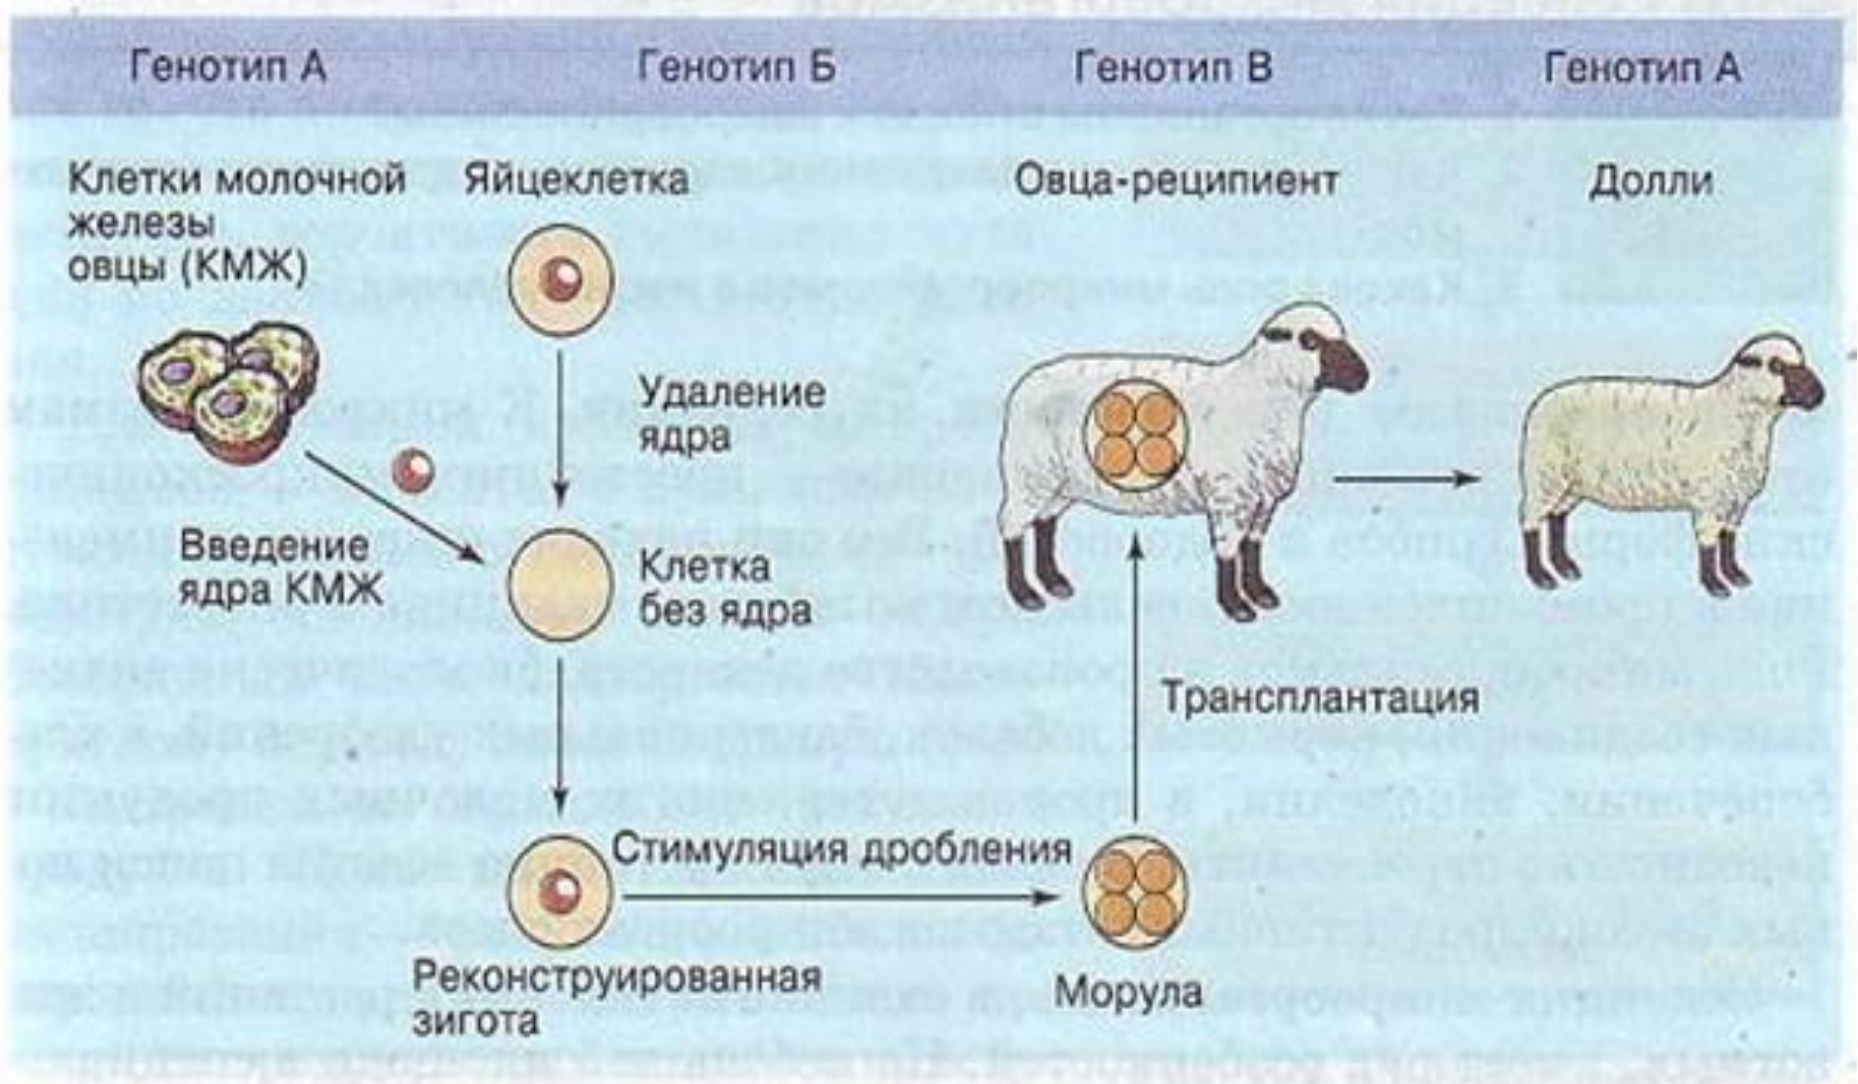 Генотип А
Генотип Б
Генотип В
Генотип А
Клетки молочной
железы
овцы (КМЖ)
Яйцеклетка
Овца-реципиент
Долли
Удаление
ядра
Введение
ядра КМЖ
Клетка
без ядра
Трансплантация
Стимуляция дробления
Реконструированная
зигота
Морула